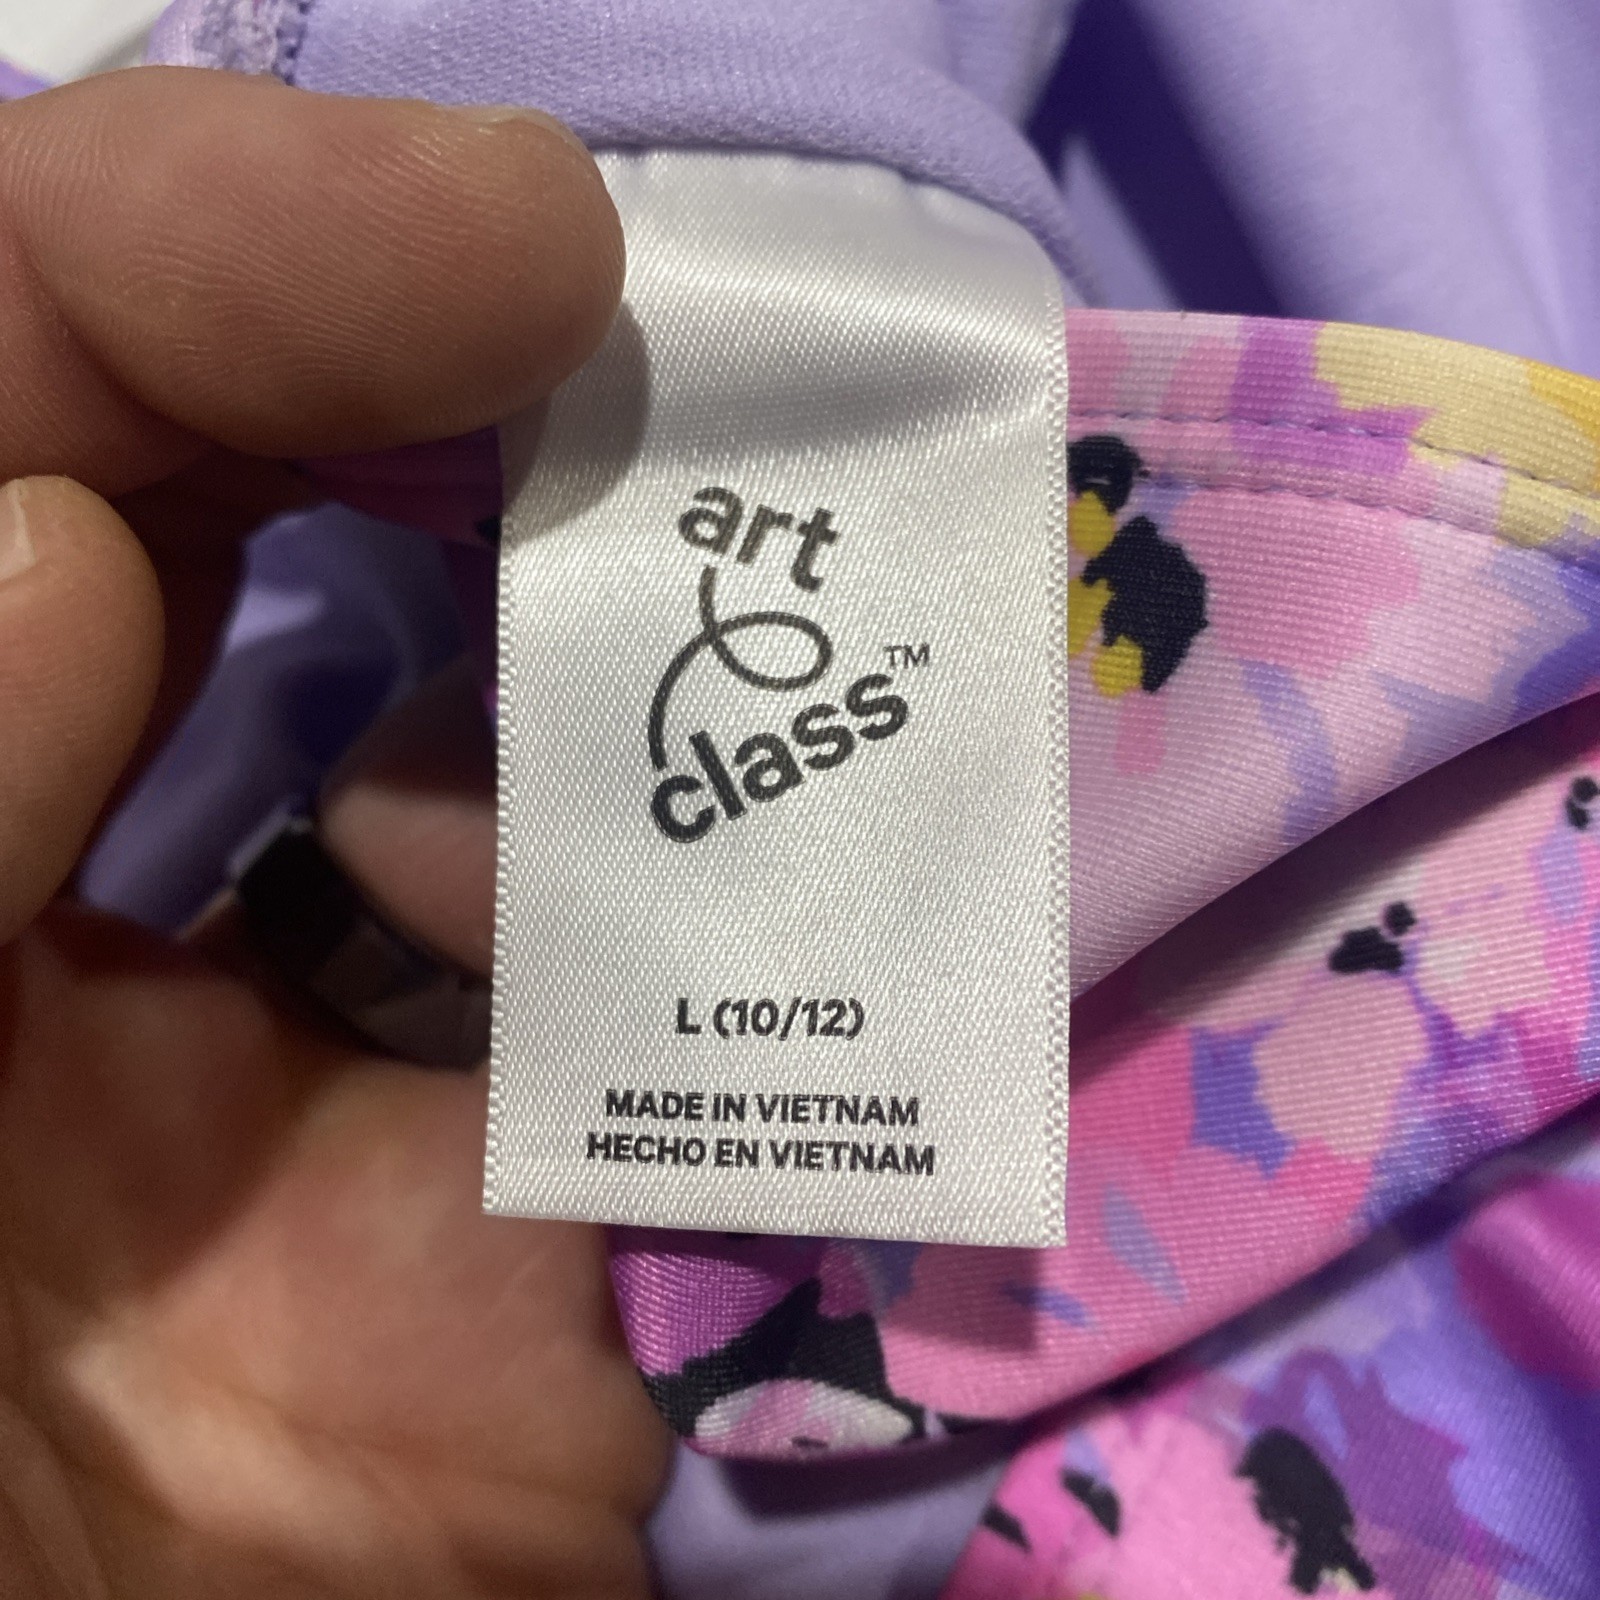 art
class™
L (10/12)
MADE IN VIETNAM
HECHO EN VIETNAM